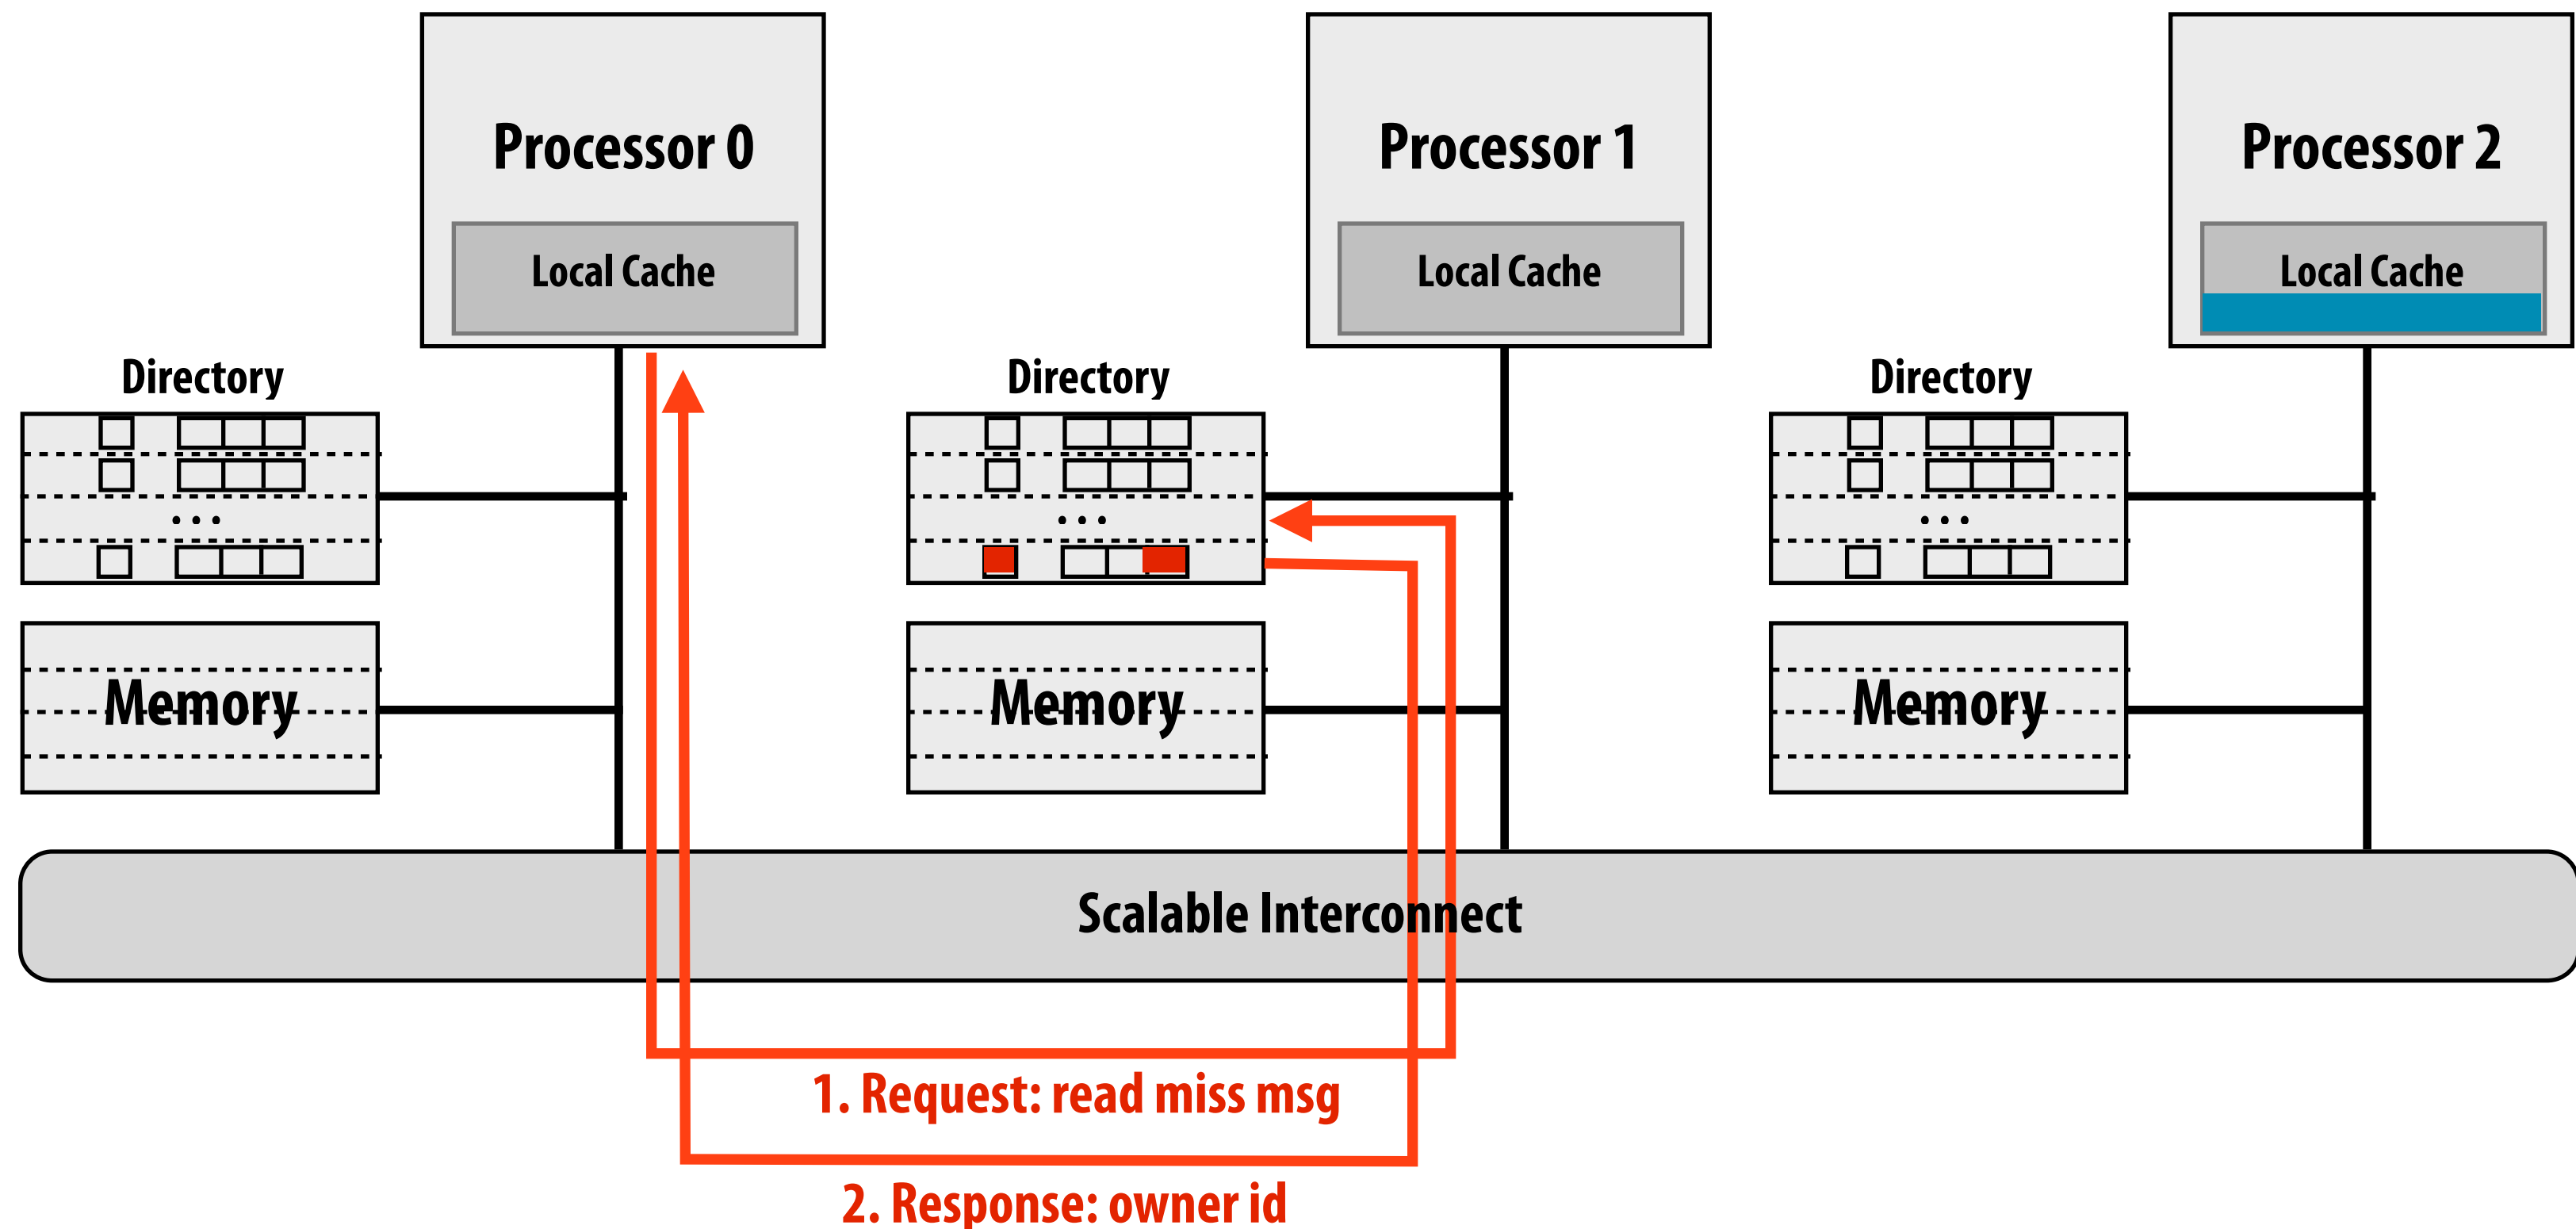 Processor 0
Processor 1
Processor 2
Local Cache
Local Cache
Local Cache
Directory
Directory
Directory
• • •
• • •
• • •
Memory
Memory
Memory
Scalable Interconnect
1. Request: read miss msg
2. Response: owner id